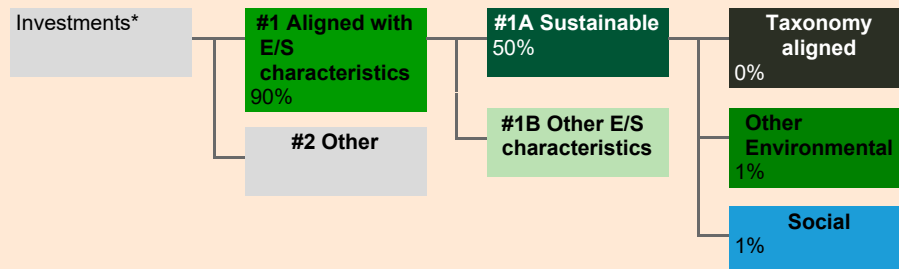 Investments*
#1 Aligned with
E/S
characteristics
90%
#2 Other
#1A Sustainable
50%
#1B Other E/S
characteristics
Taxonomy
aligned
0%
Other
Environmental
1%
Social
1%